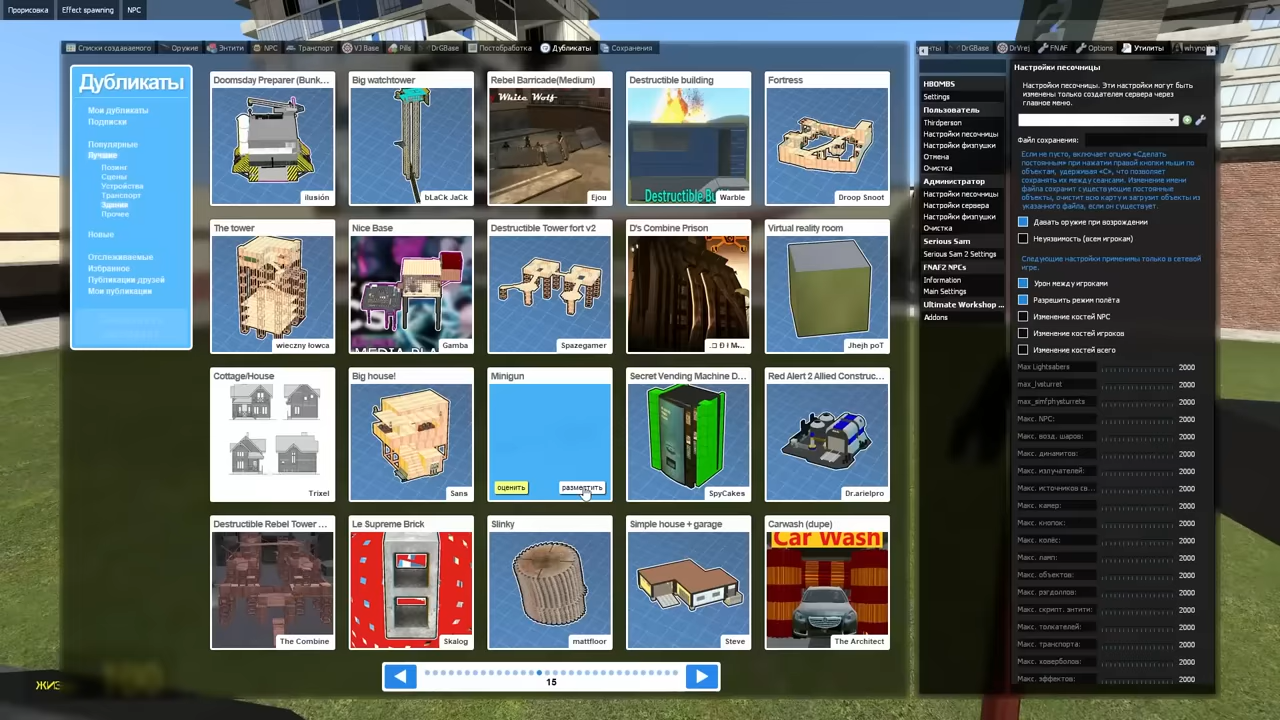 Прорисовка
Effect spawning
NPC
Списки создаваемого
Оружие
Энтити
NPC
Транспорт
VJ Base
Pills
DrGBase
Постобработка
Дубликаты
Сохранения
Дубликаты
Мои дубликаты
Подписки
Популярные
Лучшие
Позинг
Сцены
Устройства
Транспорт
Здания
Прочее
Новые
Отслеживаемые
Избранное
Публикации друзей
Мои публикации
Doomsday Preparer (Bunk...
ilusión
Big watchtower
bLaCk JaCk
Rebel Barricade(Medium)
White Wolf
Ejou
Destructible building
Destructible Bu
Warble
Fortress
Droop Snoot
The tower
wieczny łowca
Nice Base
Gamba
Destructible Tower fort v2
Spazegamer
D's Combine Prison
Virtual reality room
Jhejh poT
Cottage/House
Trixel
Big house!
Sans
Minigun
оценить
разместить
Secret Vending Machine D...
SpyCakes
Red Alert 2 Allied Construc...
Dr.arielpro
Destructible Rebel Tower ...
The Combine
Le Supreme Brick
Skalog
Slinky
mattfloor
Simple house + garage
Steve
Carwash (dupe)
Car Wash
The Architect
15
DrGBase
DrVrej
FNAF
Options
Утилиты
whyno
HBOMBS
Settings
Пользователь
Thirdperson
Настройки песочницы
Настройки физпушки
Отмена
Очистка
Администратор
Настройки песочницы
Настройки сервера
Настройки физпушки
Очистка
Serious Sam
Serious Sam 2 Settings
FNAF2 NPCs
Information
Main Settings
Ultimate Workshop ...
Addons
Настройки песочницы
Настройки песочницы. Эти настройки могут быть
изменены только создателем сервера через
главное меню.
Файл сохранения:
Если не пусто, включает опцию «Сделать
постоянным» при нажатии правой кнопки мыши по
объектам, удерживая «C», что позволяет
сохранять их между сеансами. Изменение имени
файла сохранит существующие постоянные
объекты, очистит всю карту и загрузит объекты из
указанного файла, если он существует.
Давать оружие при возрождении
Неуязвимость (всем игрокам)
Следующие настройки применимы только в сетевой
игре.
Урон между игроками
Разрешить режим полёта
Изменение костей NPC
Изменение костей игроков
Изменение костей всего
Max Lightsabers 2000
max_lvsturret 2000
max_simfphysturrets 2000
Макс. NPC: 2000
Макс. возд. шаров: 2000
Макс. динамитов: 2000
Макс. излучателей: 2000
Макс. источников св... 2000
Макс. камер: 2000
Макс. кнопок: 2000
Макс. колёс: 2000
Макс. ламп: 2000
Макс. объектов: 2000
Макс. рэгдоллов: 2000
Макс. скрипт. энтити: 2000
Макс. толкателей: 2000
Макс. транспорта: 2000
Макс. ховерболов: 2000
Макс. эффектов: 2000